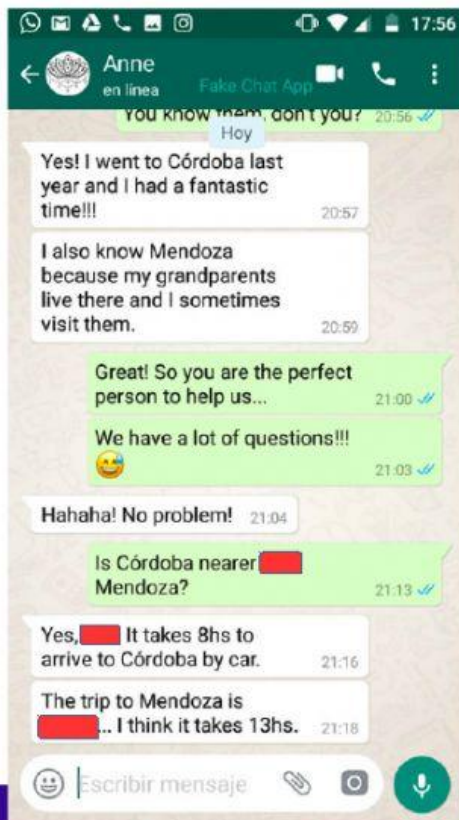 17:56
Anne
en linea
Fake Chat App
You know them, don't you? 20:56
Hoy
Yes! I went to Córdoba last
year and I had a fantastic
time!!!
20:57
I also know Mendoza
because my grandparents
live there and I sometimes
visit them.
20:59
Great! So you are the perfect
person to help us...
21:00
We have a lot of questions!!!
21:03
Hahaha! No problem! 21:04
Is Córdoba nearer
Mendoza?
21:13
Yes, It takes 8hs to
arrive to Córdoba by car.
21:16
The trip to Mendoza is
... I think it takes 13hs. 21:18
Escribir mensaje